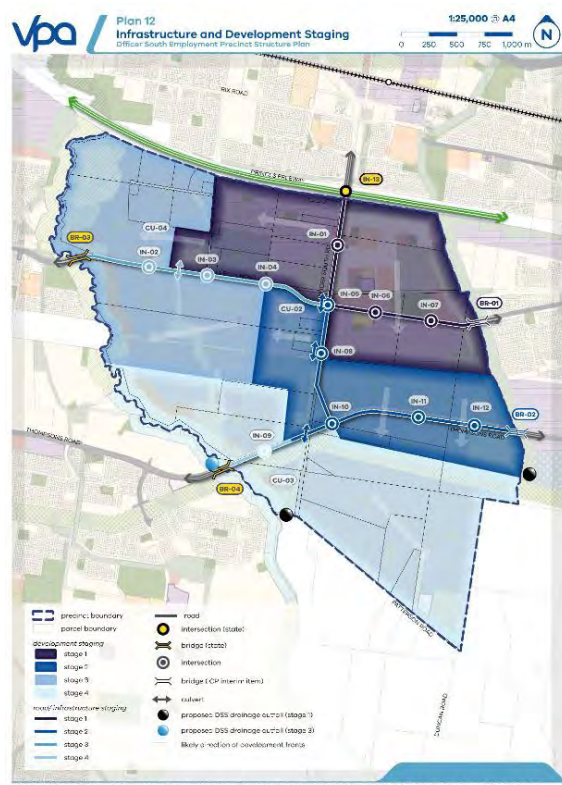 vpa
Plan 12
Infrastructure and Development Staging
Officer South Employment Precinct Structure Plan
1:25,000 @ A4
0 250 500 750 1,000 m
N
RIX ROAD
PRINCES FREEWAY
IN-13
CU-04
IN-01
BR-03
IN-02
IN-03
IN-04
IN-05
IN-06
IN-07
BR-01
CU-02
IN-08
IN-10
IN-11
IN-12
BR-02
THOMPSONS ROAD
THOMPSONS ROAD
IN-09
BR-04
CU-03
PATTERSON ROAD
DUNCAN ROAD
precinct boundary
parcel boundary
development staging
stage 1
stage 2
stage 3
stage 4
road/ infrastructure staging
stage 1
stage 2
stage 3
stage 4
road
intersection (state)
bridge (state)
intersection
bridge (ICP interim item)
culvert
proposed DSS drainage outfall (stage 1)
proposed DSS drainage outfall (stage 3)
likely direction of development fronts